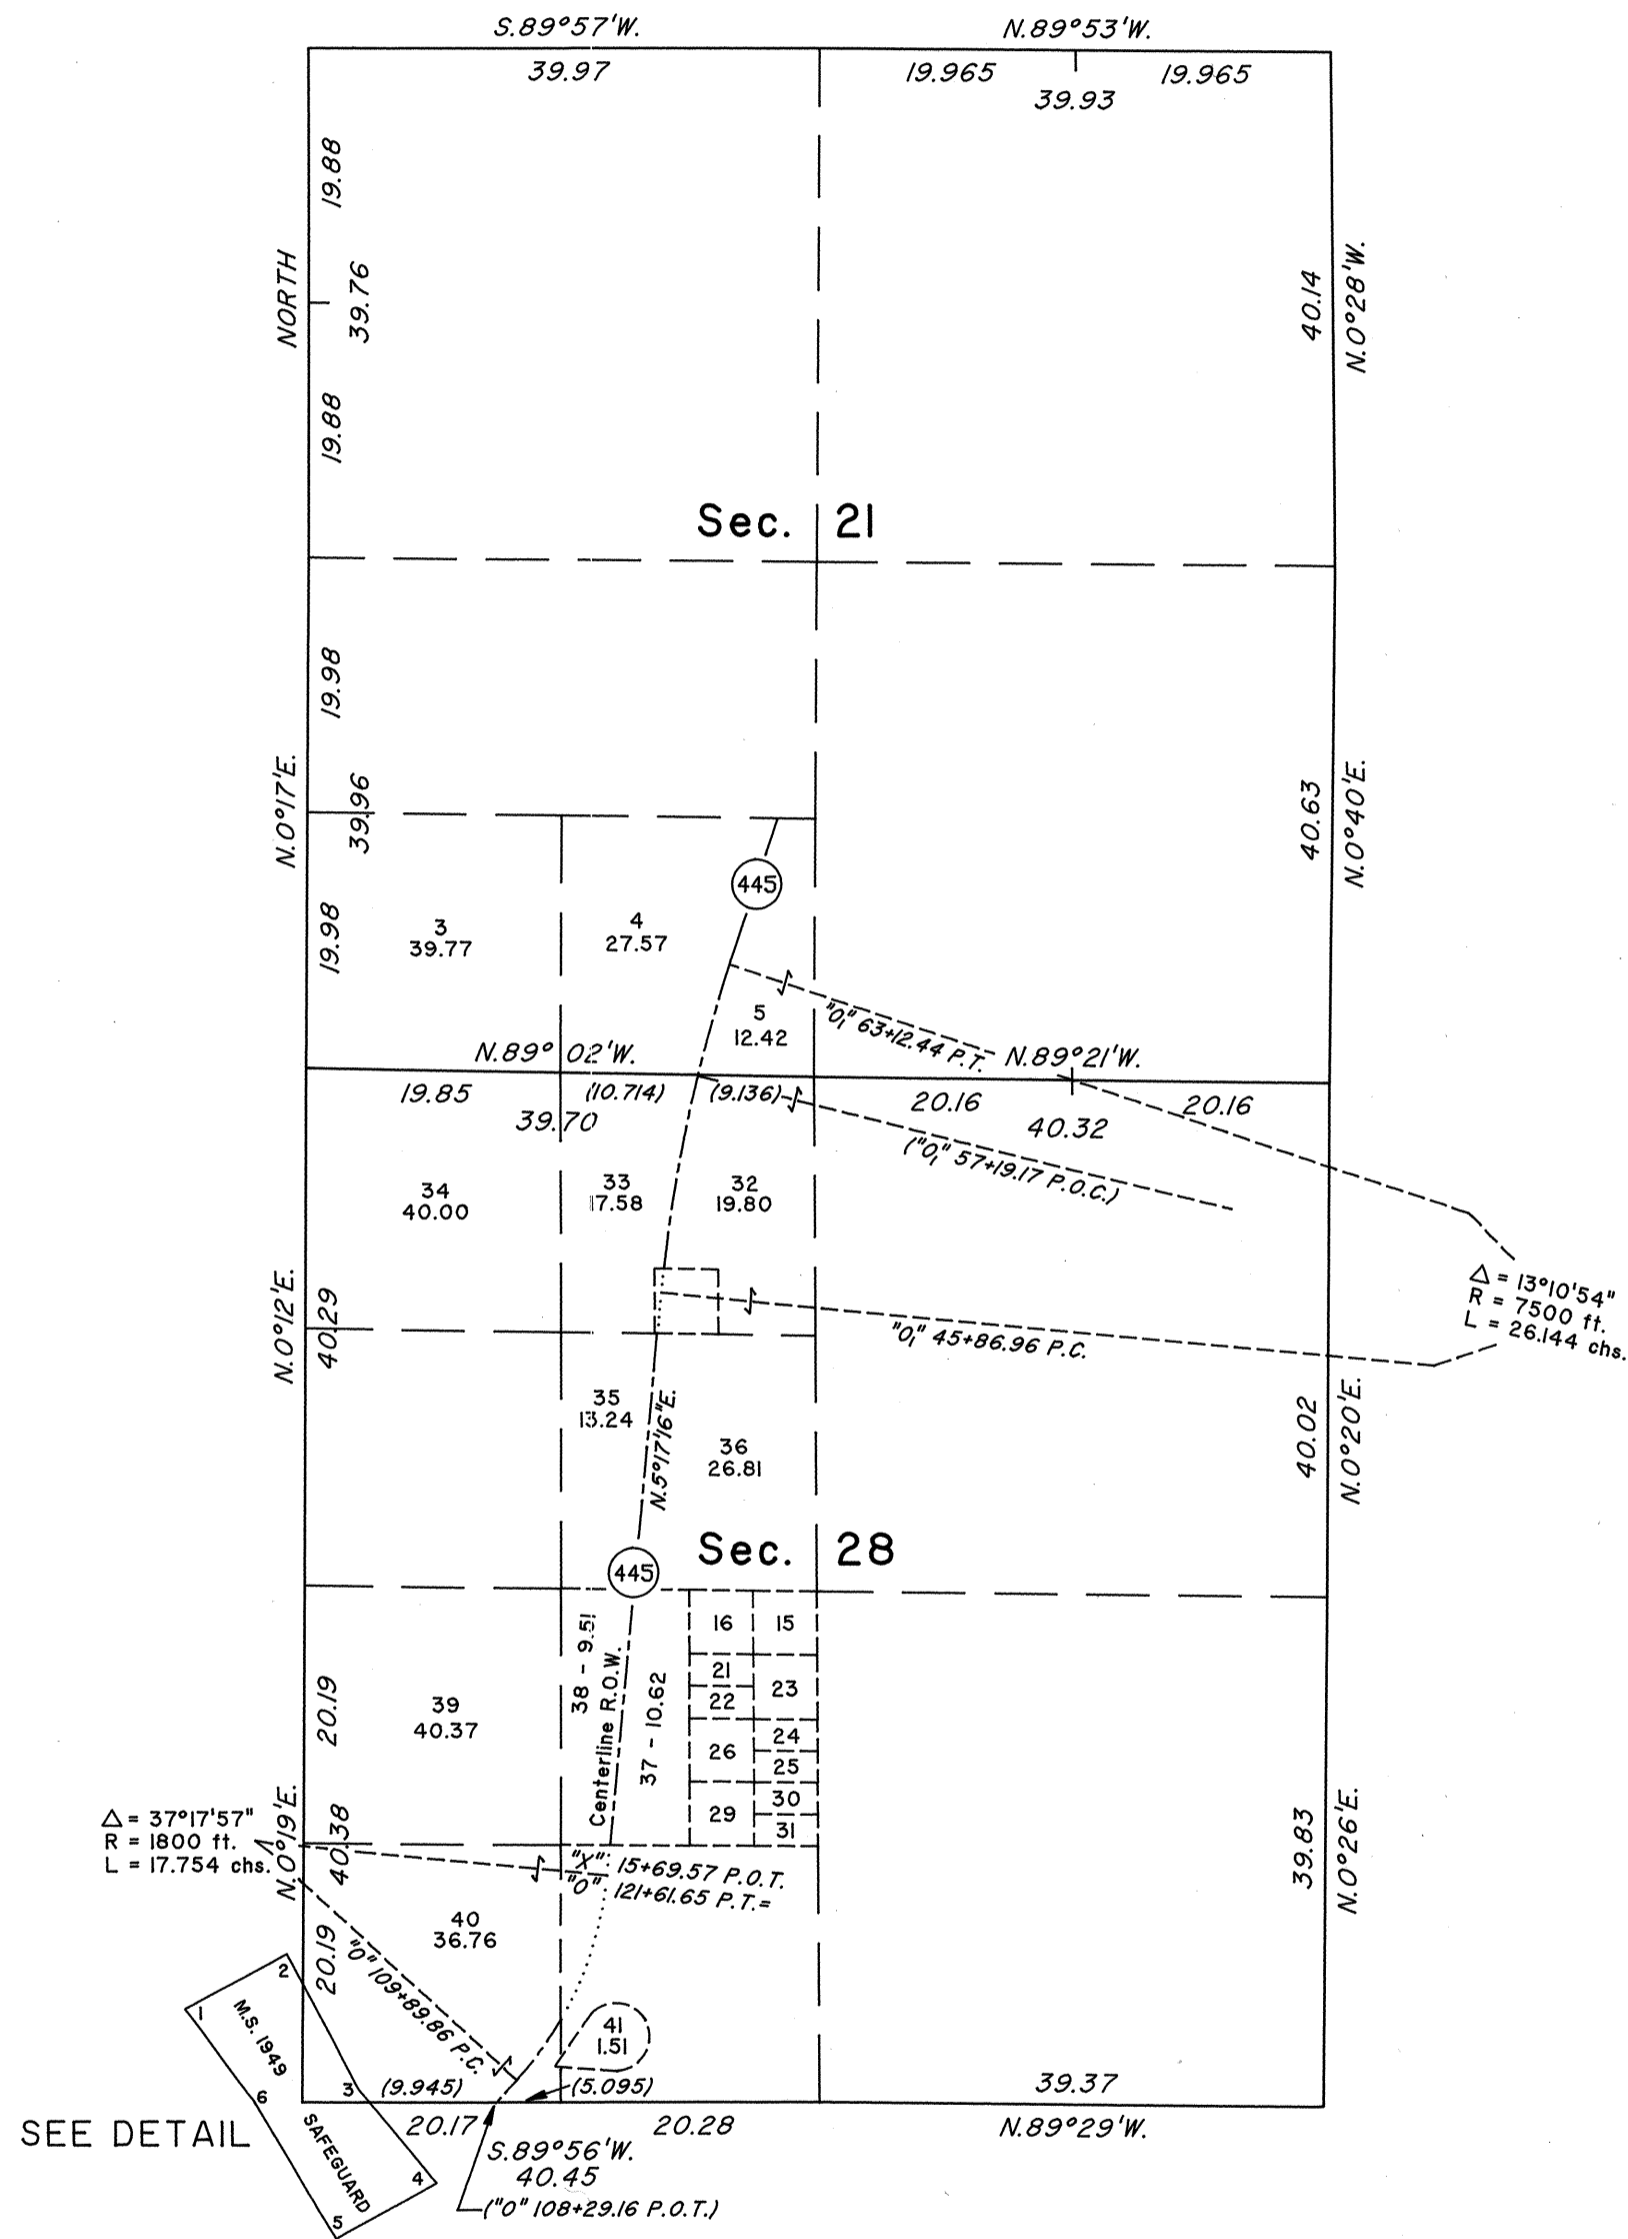 S.89°57'W.
N.89°53'W.
39.97
19.965
19.965
39.93
19.88
NORTH
39.76
40.14
N.0°28'W.
19.88
Sec. 21
19.98
N.0°17'E.
39.96
40.63
N.0°40'E.
445
3
39.77
4
27.57
19.98
5
12.42
"O₁" 63+12.44 P.T.
N.89°02'W.
N.89°21'W.
19.85
(10.714)
(9.136)
20.16
20.16
39.70
40.32
("O₁" 57+19.17 P.O.C.)
34
40.00
33
17.58
32
19.80
△ = 13°10'54"
R = 7500 ft.
L = 26.144 chs.
N.0°12'E.
40.29
"O₁" 45+86.96 P.C.
35
13.24
N.5°17'16"E.
36
26.81
40.02
N.0°20'E.
Sec. 28
445
38 - 9.51
Centerline R.O.W.
37 - 10.62
16
15
21
22
23
24
26
25
30
29
31
20.19
39
40.37
△ = 37°17'57"
R = 1800 ft.
L = 17.754 chs.
N.0°19'E.
40.38
39.83
N.0°26'E.
"X" 15+69.57 P.O.T.
"O" 121+61.65 P.T.=
40
36.76
20.19
"O" 109+89.86 P.C.
2
1
M.S. 1949
41
1.51
6
3
(9.945)
(5.095)
39.37
SEE DETAIL
SAFEGUARD
20.17
20.28
N.89°29'W.
S.89°56'W.
40.45
4
("O" 108+29.16 P.O.T.)
5